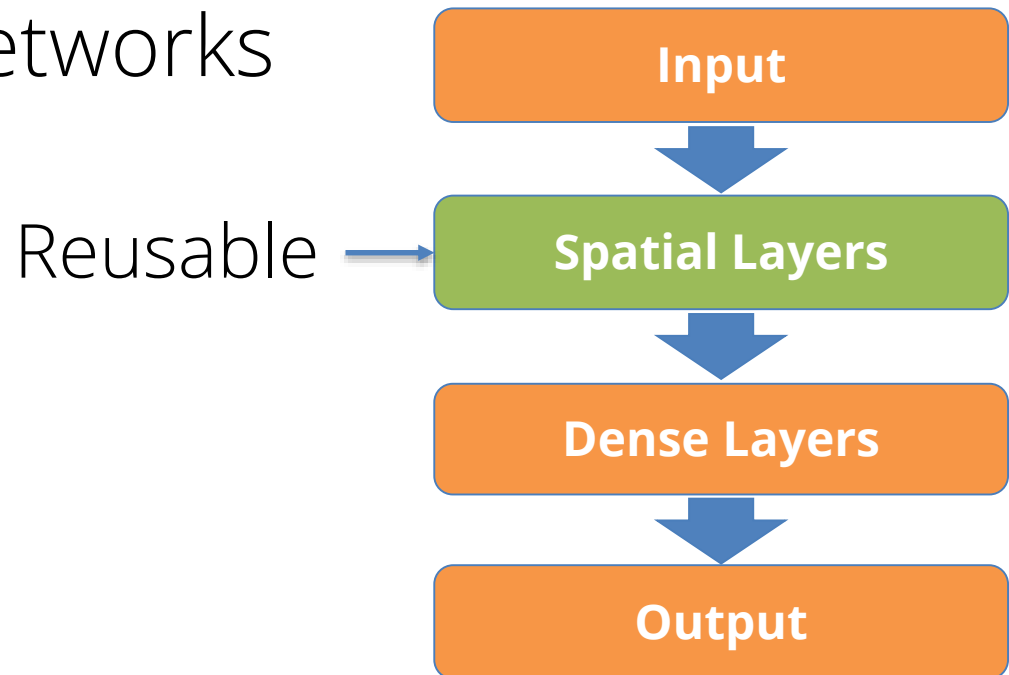 etworks
Input
Reusable
Spatial Layers
Dense Layers
Output